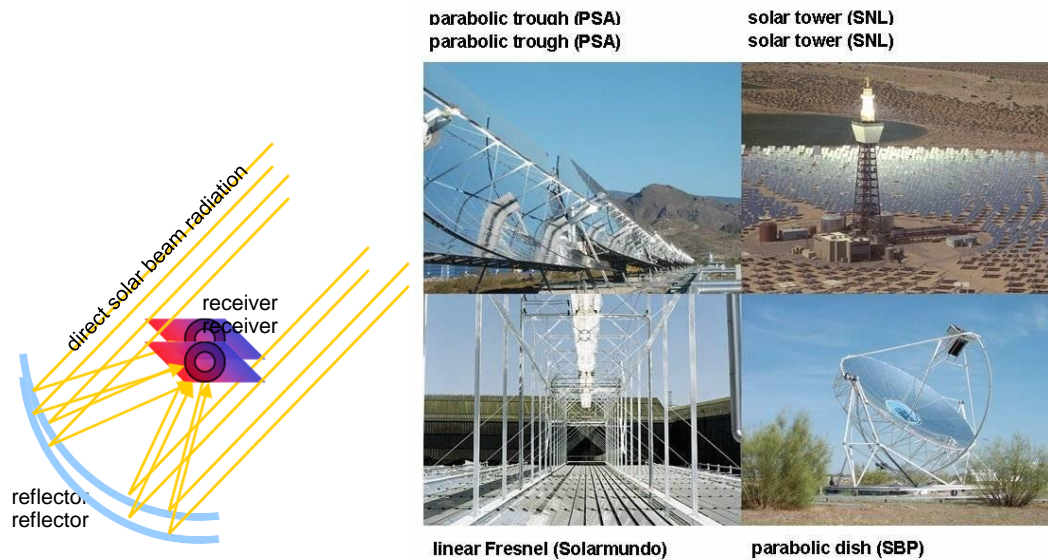 parabolic trough (PSA)
parabolic trough (PSA)
solar tower (SNL)
solar tower (SNL)
direct solar beam radiation
receiver
receiver
reflector
reflector
linear Fresnel (Solarmundo)
parabolic dish (SBP)